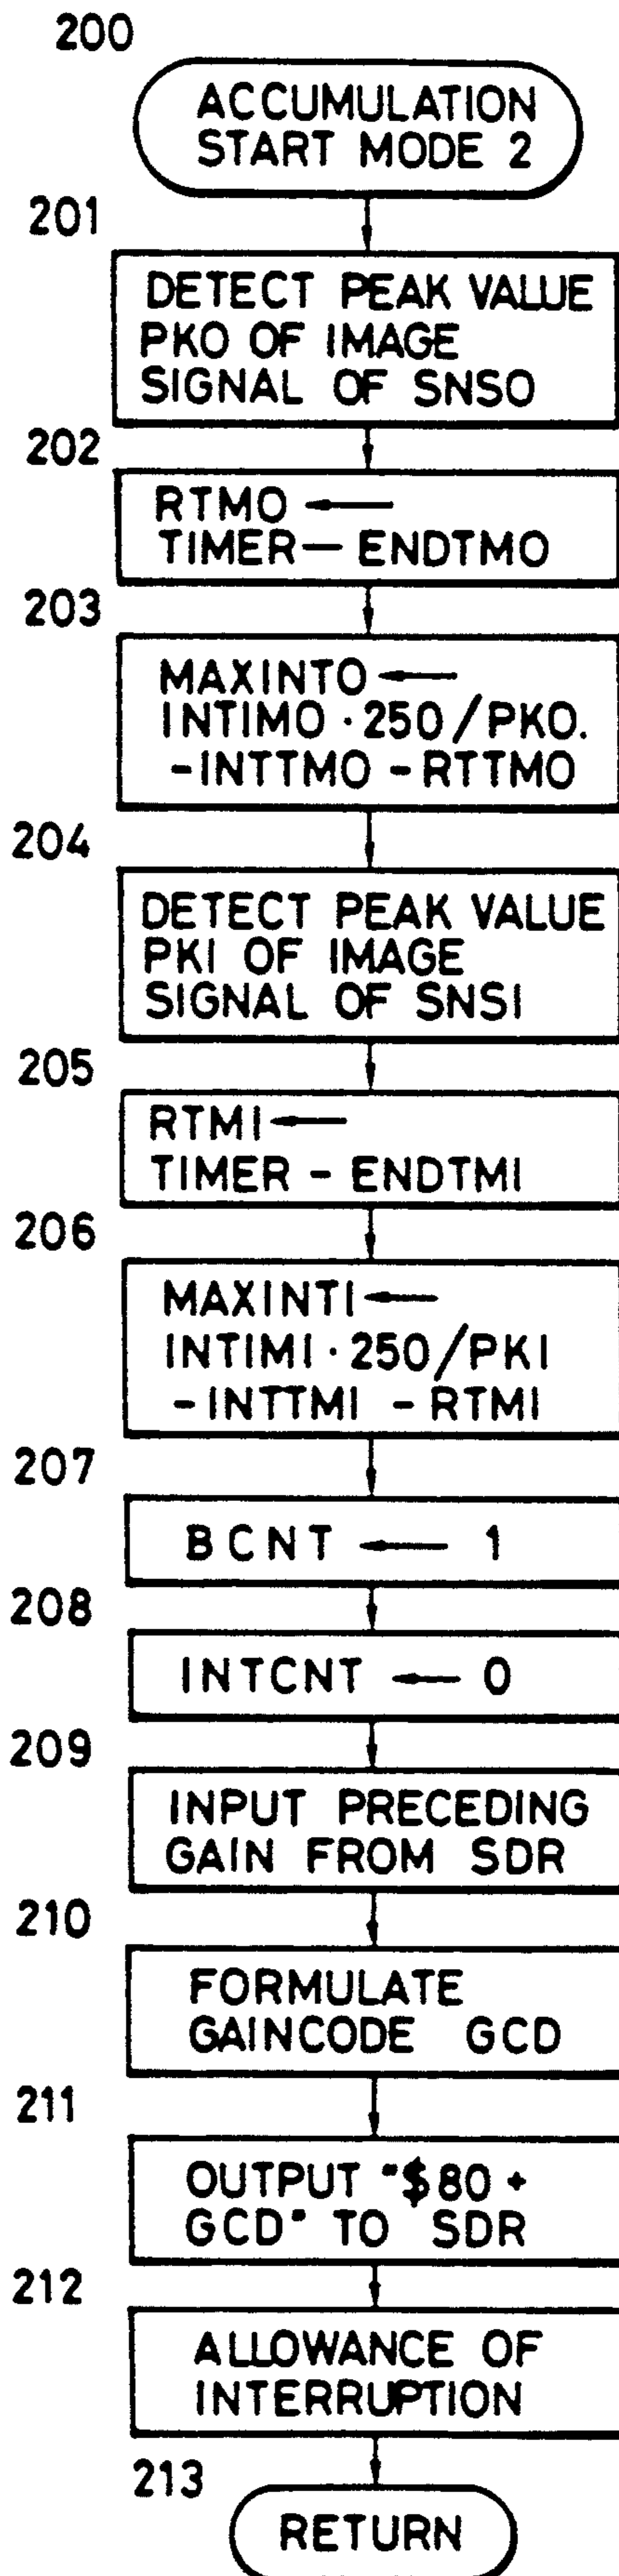 200
ACCUMULATION
START MODE 2
201
DETECT PEAK VALUE
PKO OF IMAGE
SIGNAL OF SNSO
202
RTMO ←
TIMER — ENDTMO
203
MAXINTO ←
INTIMO · 250 / PKO.
-INTTMO - RTTMO
204
DETECT PEAK VALUE
PKI OF IMAGE
SIGNAL OF SNSI
205
RTMI ←
TIMER - ENDTMI
206
MAXINTI ←
INTIMI · 250/PKI
-INTTMI - RTMI
207
BCNT ← 1
208
INTCNT ← 0
209
INPUT PRECEDING
GAIN FROM SDR
210
FORMULATE
GAINCODE GCD
211
OUTPUT "$80 +
GCD" TO SDR
212
ALLOWANCE OF
INTERRUPTION
213
RETURN